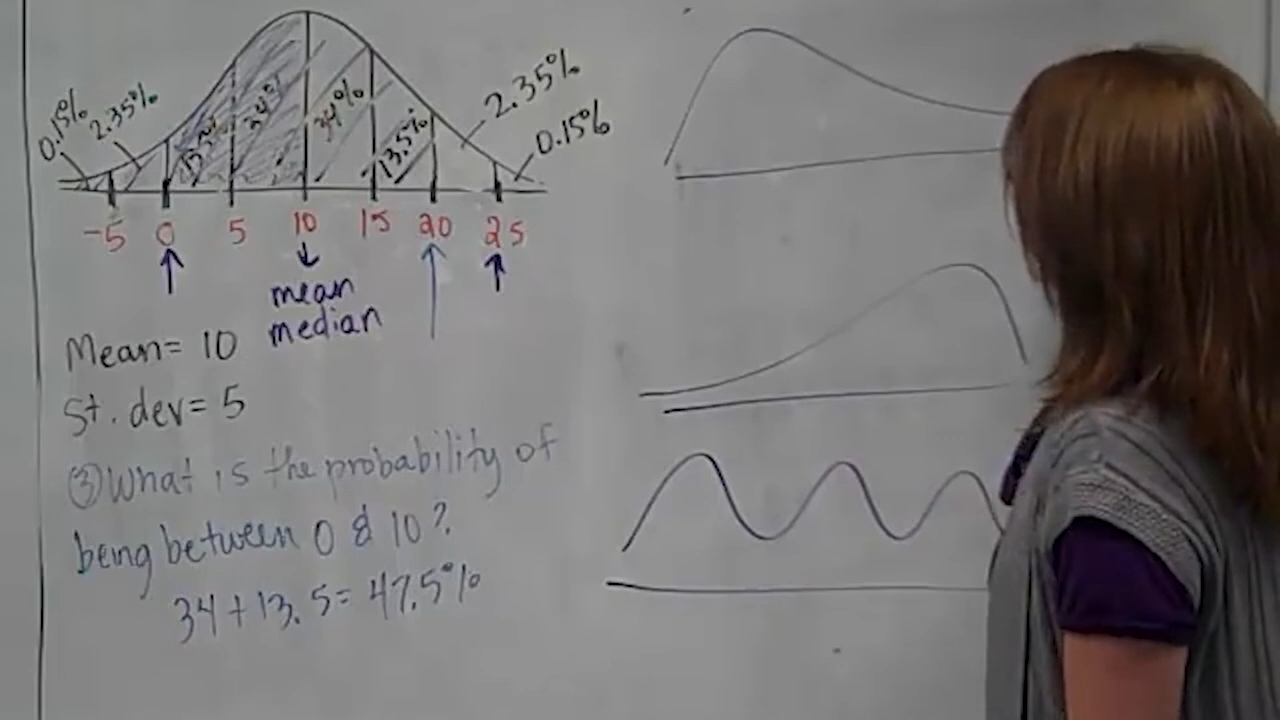 0.15% 2.35% 13.5% 34% 34% 13.5% 2.35% 0.15%
-5 0 5 10 15 20 25
mean
median
Mean= 10
St. dev= 5
③ What is the probability of
being between 0 & 10?
34+13.5= 47.5%